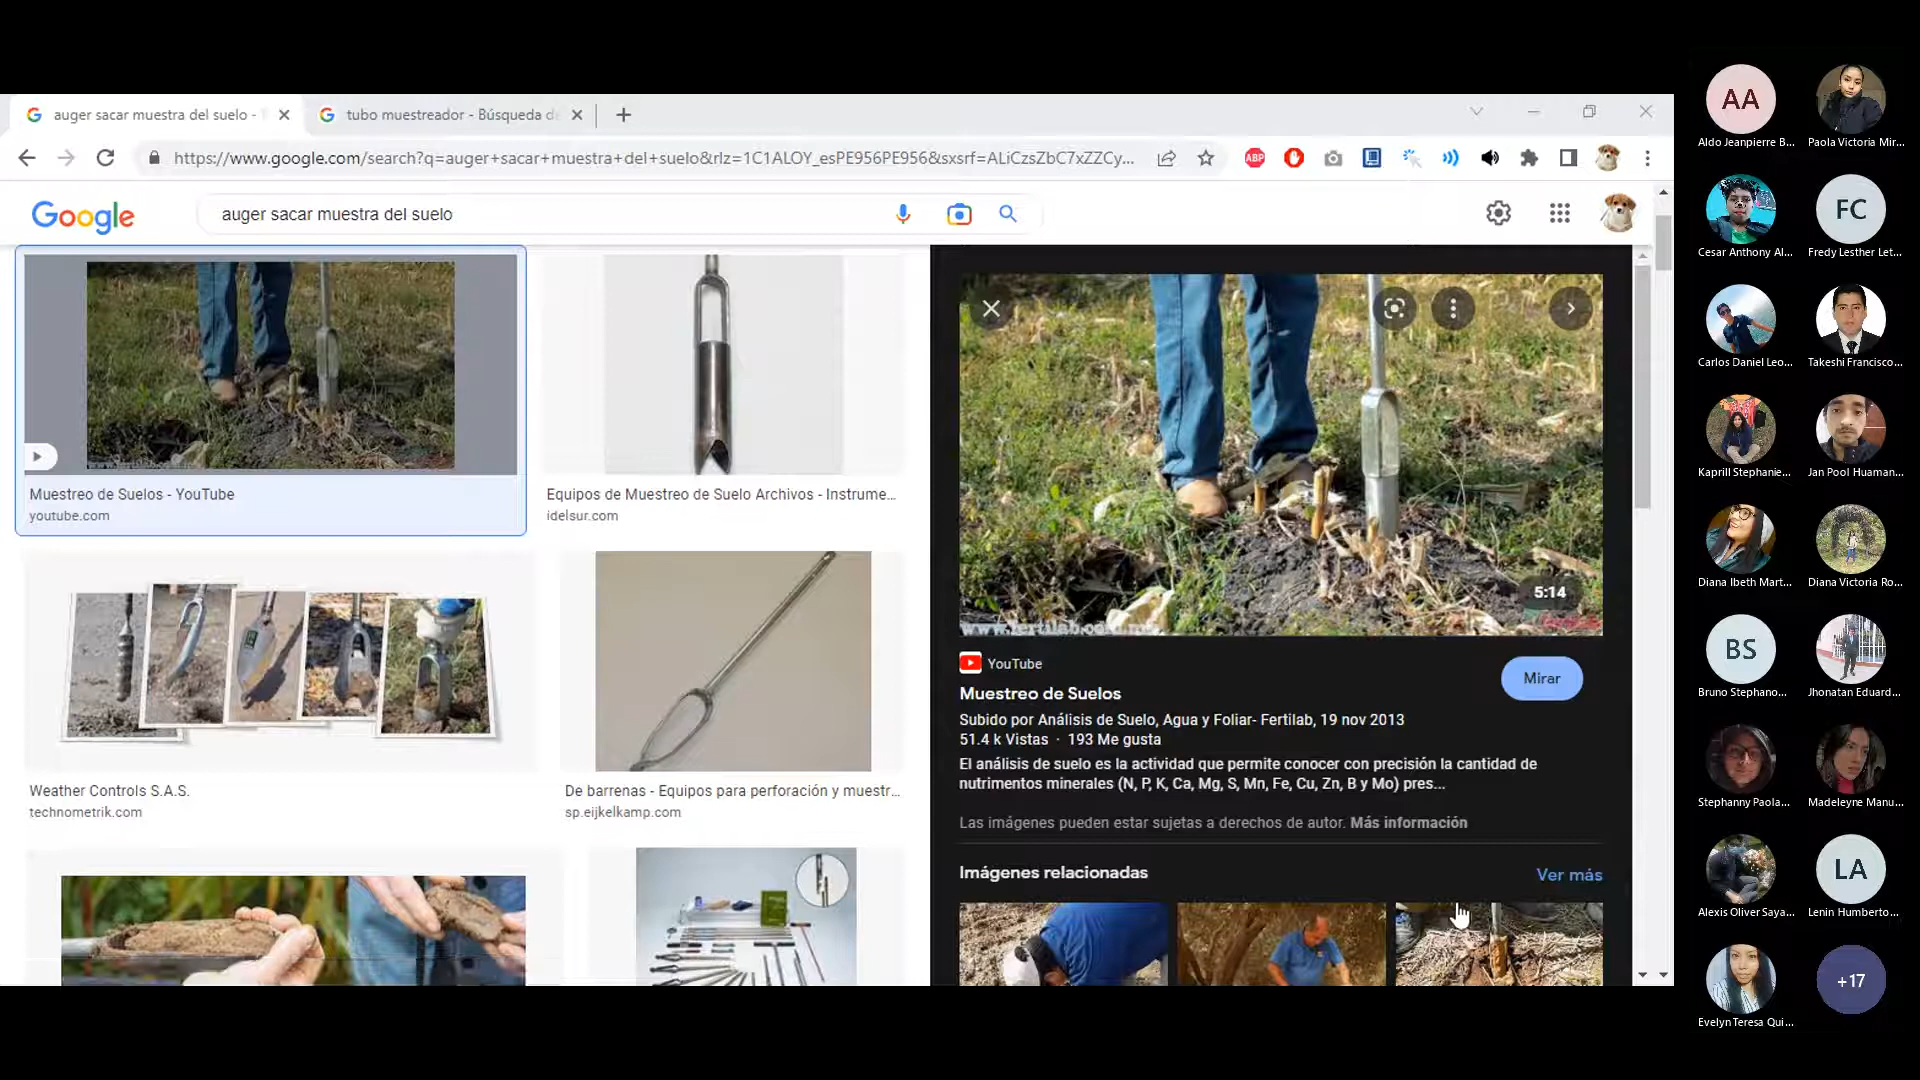 auger sacar muestra del suelo -
tubo muestreador - Búsqueda d
https://www.google.com/search?q=auger+sacar+muestra+del+suelo&rlz=1C1ALOY_esPE956PE956&sxsrf=ALiCzsZbC7xZZCy...
ABP
Google
auger sacar muestra del suelo
Muestreo de Suelos - YouTube
youtube.com
Equipos de Muestreo de Suelo Archivos - Instrume...
idelsur.com
Weather Controls S.A.S.
technometrik.com
De barrenas - Equipos para perforación y muestr...
sp.eijkelkamp.com
5:14
YouTube
Mirar
Muestreo de Suelos
Subido por Análisis de Suelo, Agua y Foliar- Fertilab, 19 nov 2013
51.4 k Vistas · 193 Me gusta
El análisis de suelo es la actividad que permite conocer con precisión la cantidad de
nutrimentos minerales (N, P, K, Ca, Mg, S, Mn, Fe, Cu, Zn, B y Mo) pres...
Las imágenes pueden estar sujetas a derechos de autor. Más información
Imágenes relacionadas
Ver más
AA
Aldo Jeanpierre B...
Paola Victoria Mir...
Cesar Anthony Al...
FC
Fredy Lesther Let...
Carlos Daniel Leo...
Takeshi Francisco...
Kaprill Stephanie...
Jan Pool Huaman...
Diana Ibeth Mart...
Diana Victoria Ro...
BS
Bruno Stephano...
Jhonatan Eduard...
Stephanny Paola...
Madeleyne Manu...
Alexis Oliver Saya...
LA
Lenin Humberto...
Evelyn Teresa Qui...
+17